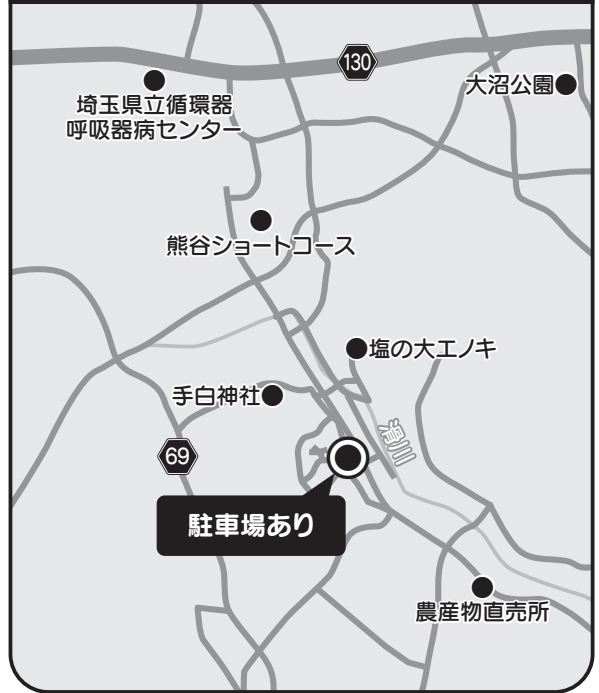 130
大沼公園
埼玉県立循環器
呼吸器病センター
熊谷ショートコース
塩の大エノキ
手白神社
滑川
69
駐車場あり
農産物直売所